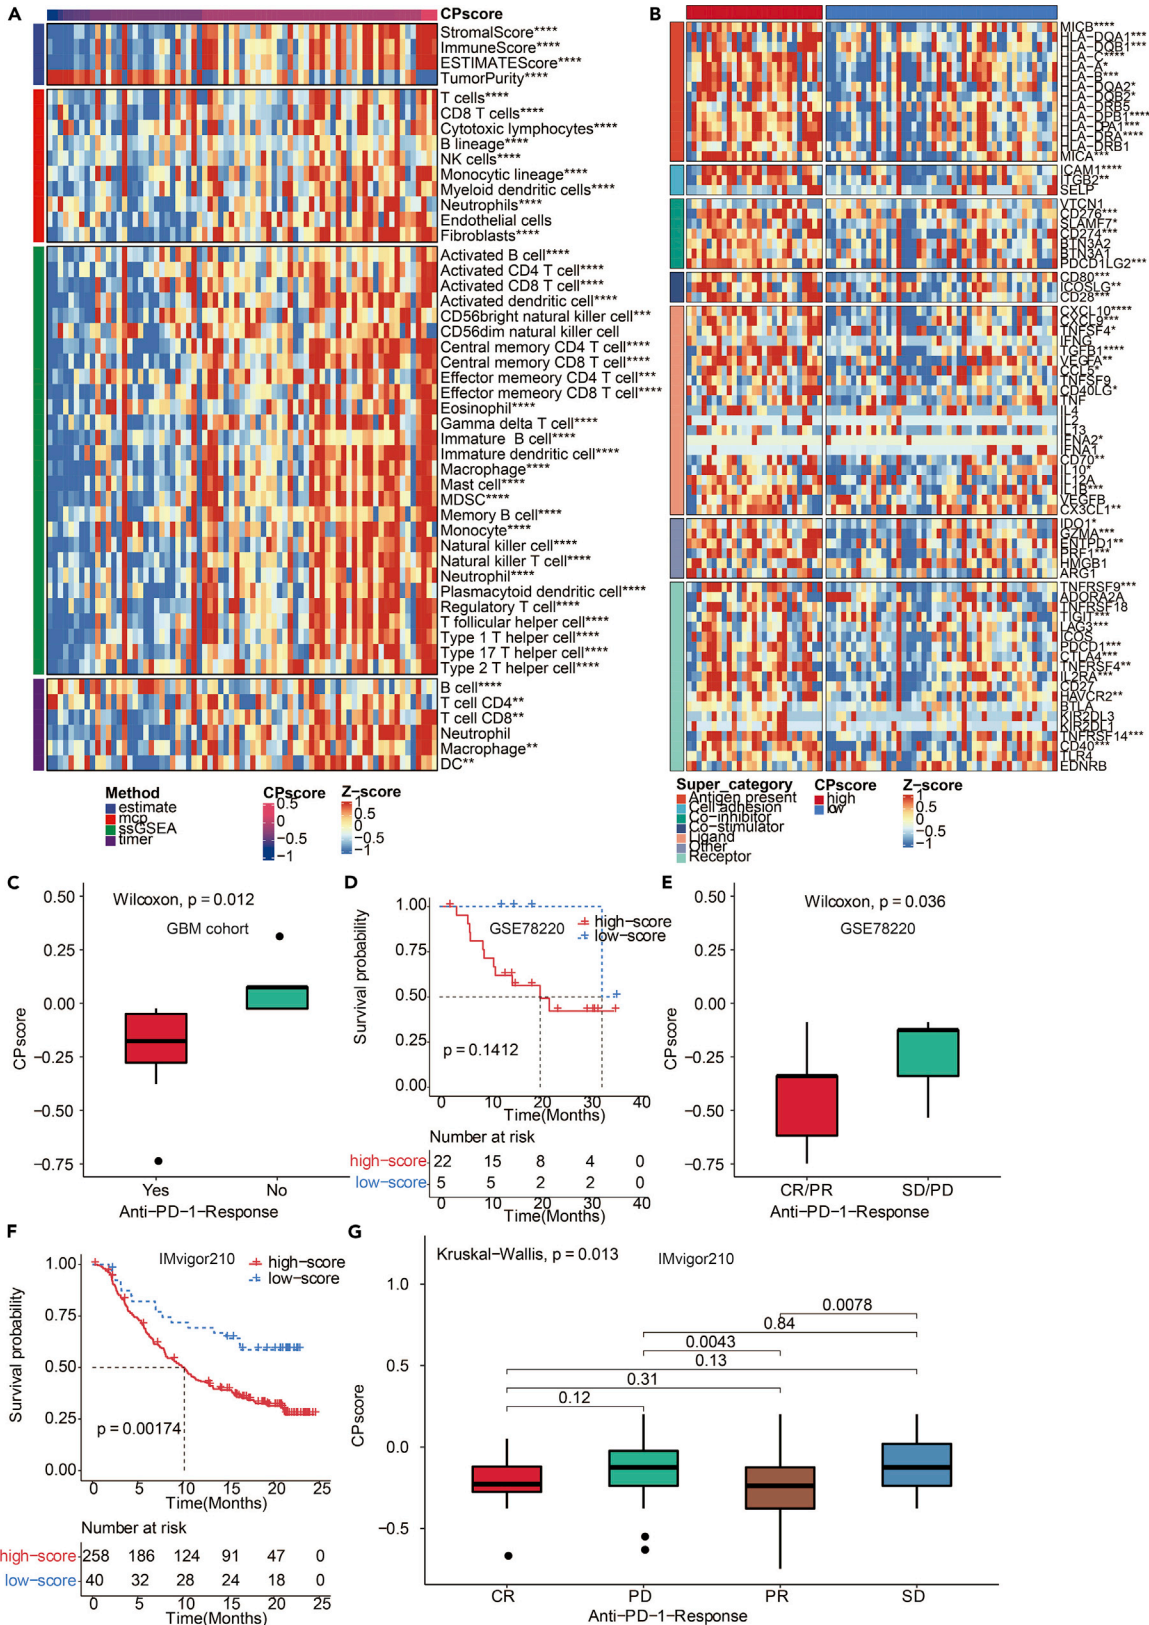 A
CPscore
StromalScore****
ImmuneScore****
ESTIMATEScore****
TumorPurity****
T cells****
CD8 T cells****
Cytotoxic lymphocytes****
B lineage****
NK cells****
Monocytic lineage****
Myeloid dendritic cells****
Neutrophils****
Endothelial cells
Fibroblasts****
Activated B cell****
Activated CD4 T cell****
Activated CD8 T cell****
Activated dendritic cell****
CD56bright natural killer cell***
CD56dim natural killer cell
Central memory CD4 T cell****
Central memory CD8 T cell****
Effector memeory CD4 T cell***
Effector memeory CD8 T cell****
Eosinophil****
Gamma delta T cell****
Immature  B cell****
Immature dendritic cell****
Macrophage****
Mast cell****
MDSC****
Memory B cell****
Monocyte****
Natural killer cell****
Natural killer T cell****
Neutrophil****
Plasmacytoid dendritic cell****
Regulatory T cell****
T follicular helper cell****
Type 1 T helper cell****
Type 17 T helper cell****
Type 2 T helper cell****
B cell****
T cell CD4**
T cell CD8**
Neutrophil
Macrophage**
DC**
Method
estimate
mcp
ssGSEA
timer
CPscore
0.5
0
−0.5
−1
Z−score
1
0.5
0
−0.5
−1
B
MICB****
HLA−DQA1***
HLA−DQB1***
HLA−C****
HLA−A*
HLA−B***
HLA−DQA2*
HLA−DQB2*
HLA−DRB5
HLA−DPB1****
HLA−DPA1***
HLA−DRA****
HLA−DRB1
MICA***
ICAM1****
ITGB2**
SELP
VTCN1
CD276***
SLAMF7*
CD274***
BTN3A2
BTN3A1
PDCD1LG2***
CD80***
ICOSLG**
CD28***
CXCL10****
CXCL9***
TNFSF4*
IFNG
TGFB1****
VEGFA**
CCL5*
TNFSF9
CD40LG*
TNF
IL4
IL2
IL13
IFNA2*
IFNA1
CD70**
IL10*
IL12A
IL1B***
VEGFB
CX3CL1**
IDO1*
GZMA***
ENTPD1**
PRF1***
HMGB1
ARG1
TNFRSF9***
ADORA2A
TNFRSF18
TIGIT***
LAG3***
ICOS
PDCD1***
CTLA4***
TNFRSF4**
IL2RA***
CD27
HAVCR2**
BTLA
KIR2DL3
KIR2DL1
TNFRSF14***
CD40***
TLR4
EDNRB
Super_category
Antigen present
Cell adhesion
Co−inhibitor
Co−stimulator
Ligand
Other
Receptor
CPscore
high
low
Z−score
1
0.5
0
−0.5
−1
C
Wilcoxon, p = 0.012
GBM cohort
CPscore
0.50
0.25
0.00
−0.25
−0.50
−0.75
Yes
No
Anti−PD−1−Response
D
GSE78220
high−score
low−score
Survival probability
1.00
0.75
0.50
0.25
0.00
p = 0.1412
0 10 20 30 40
Time(Months)
Number at risk
high−score 22 15 8 4 0
low−score 5 5 2 2 0
0 10 20 30 40
Time(Months)
E
Wilcoxon, p = 0.036
GSE78220
CPscore
0.50
0.25
0.00
−0.25
−0.50
−0.75
CR/PR
SD/PD
Anti−PD−1−Response
F
IMvigor210
high−score
low−score
Survival probability
1.00
0.75
0.50
0.25
0.00
p = 0.00174
0 5 10 15 20 25
Time(Months)
Number at risk
high−score 258 186 124 91 47 0
low−score 40 32 28 24 18 0
0 5 10 15 20 25
Time(Months)
G
Kruskal−Wallis, p = 0.013
IMvigor210
CPscore
1.0
0.5
0.0
−0.5
0.0078
0.84
0.0043
0.13
0.31
0.12
CR
PD
PR
SD
Anti−PD−1−Response